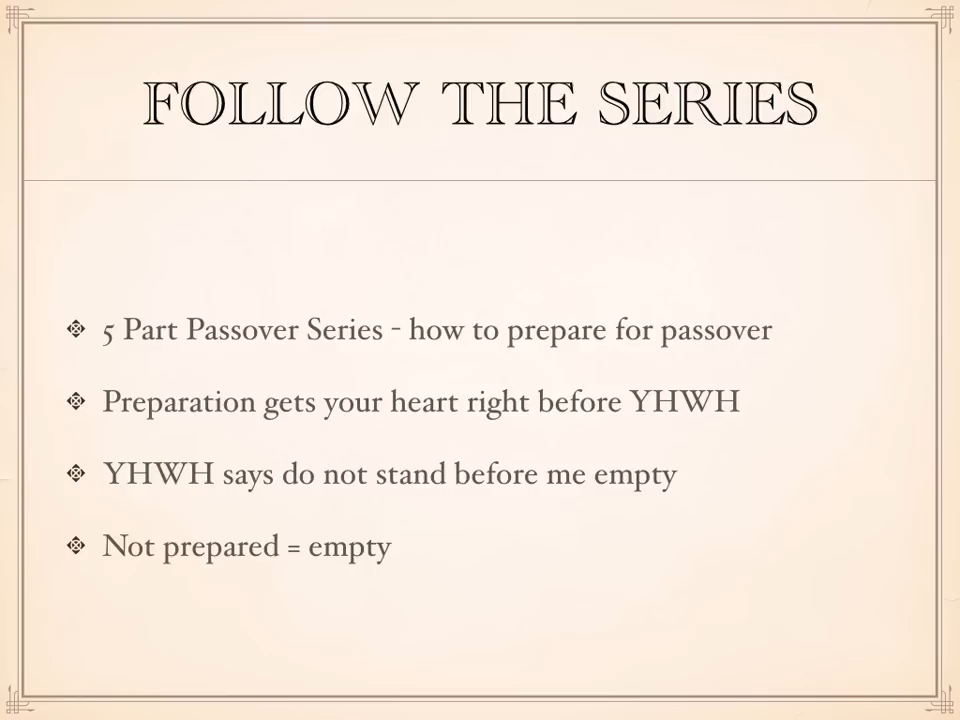 FOLLOW THE SERIES
5 Part Passover Series - how to prepare for passover
Preparation gets your heart right before YHWH
YHWH says do not stand before me empty
Not prepared = empty